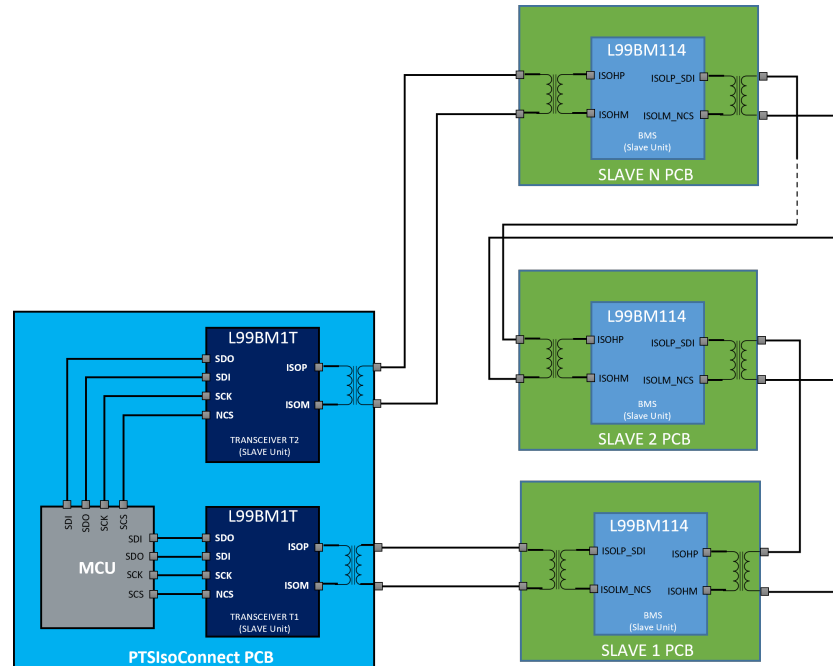 L99BM114
ISOHP
ISOLP_SDI
ISOHM
ISOLM_NCS
BMS
(Slave Unit)
SLAVE N PCB
L99BM114
ISOHP
ISOLP_SDI
ISOHM
ISOLM_NCS
BMS
(Slave Unit)
SLAVE 2 PCB
L99BM1T
SDO
ISOP
SDI
SCK
ISOM
NCS
TRANSCEIVER T2
(SLAVE Unit)
SDI
SDO
SCK
SCS
MCU
SDI
SDO
SCK
SCS
L99BM1T
SDO
ISOP
SDI
SCK
ISOM
NCS
TRANSCEIVER T1
(SLAVE Unit)
PTSIsoConnect PCB
L99BM114
ISOLP_SDI
ISOHP
ISOLM_NCS
ISOHM
BMS
(Slave Unit)
SLAVE 1 PCB